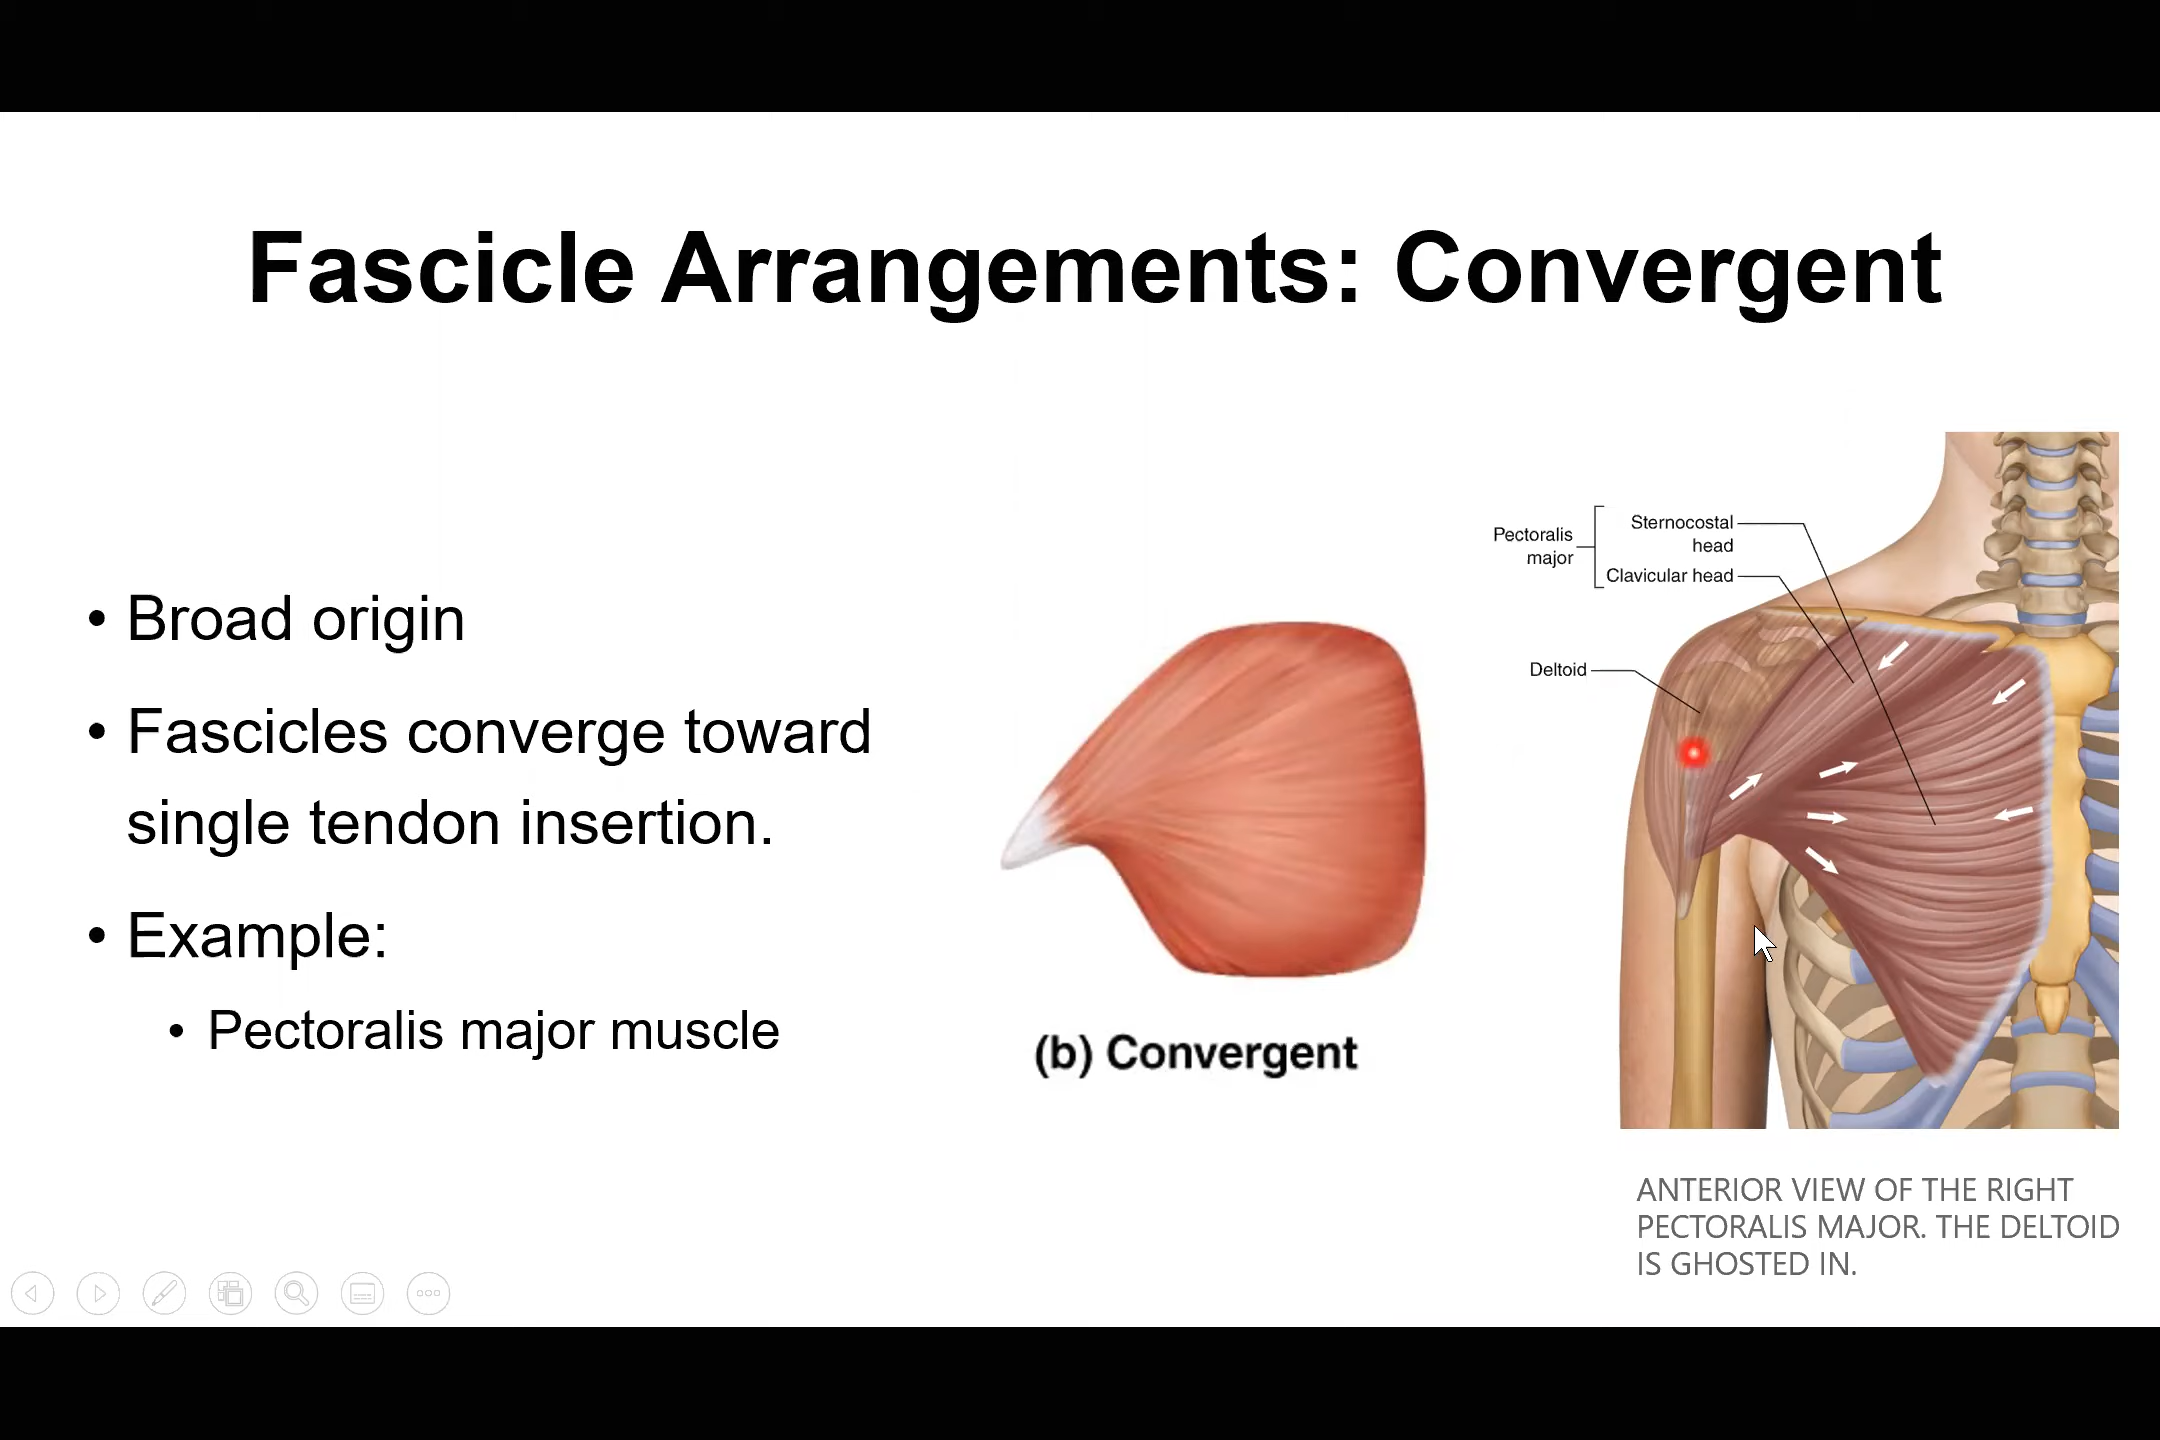 Fascicle Arrangements: Convergent
• Broad origin
• Fascicles converge toward
single tendon insertion.
• Example:
• Pectoralis major muscle
(b) Convergent
Pectoralis
major
Sternocostal
head
Clavicular head
Deltoid
ANTERIOR VIEW OF THE RIGHT
PECTORALIS MAJOR. THE DELTOID
IS GHOSTED IN.